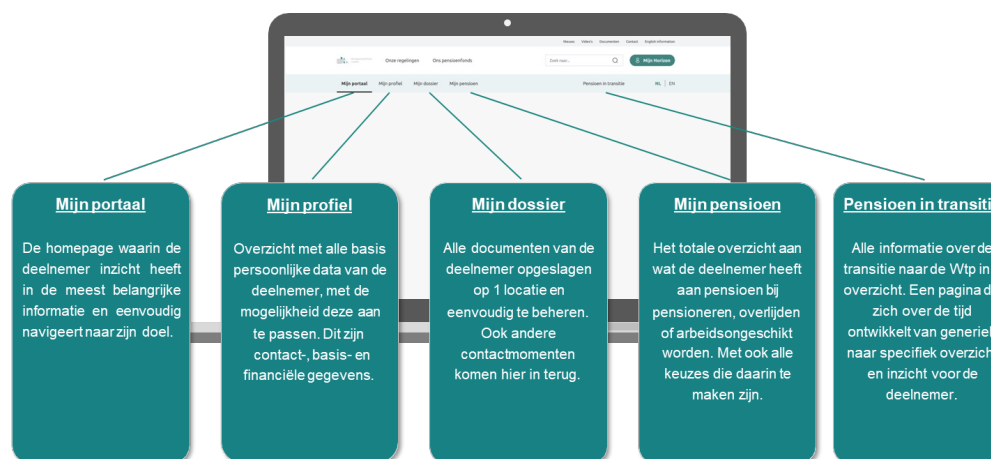 Nieuws Video's Documenten Contact English information
Onze regelingen Ons pensioenfonds Zoek naar... Mijn Horizon
Mijn portaal Mijn profiel Mijn dossier Mijn pensioen Pensioen in transitie NL | EN
Mijn portaal
De homepage waarin de
deelnemer inzicht heeft
in de meest belangrijke
informatie en eenvoudig
navigeert naar zijn doel.
Mijn profiel
Overzicht met alle basis
persoonlijke data van de
deelnemer, met de
mogelijkheid deze aan
te passen. Dit zijn
contact-, basis- en
financiële gegevens.
Mijn dossier
Alle documenten van de
deelnemer opgeslagen
op 1 locatie en
eenvoudig te beheren.
Ook andere
contactmomenten
komen hier in terug.
Mijn pensioen
Het totale overzicht aan
wat de deelnemer heeft
aan pensioen bij
pensioneren, overlijden
of arbeidsongeschikt
worden. Met ook alle
keuzes die daarin te
maken zijn.
Pensioen in transiti
Alle informatie over de
transitie naar de Wtp in
overzicht. Een pagina d
zich over de tijd
ontwikkelt van generiek
naar specifiek overzich
en inzicht voor de
deelnemer.